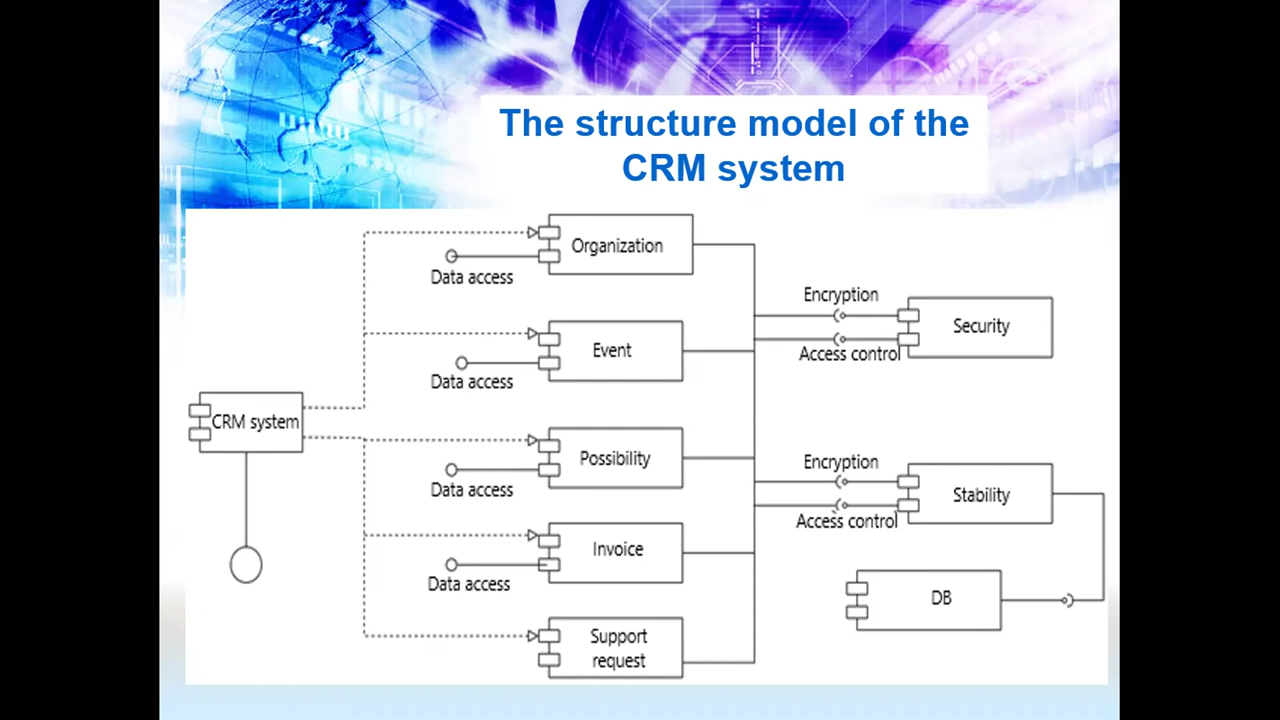 The structure model of the
CRM system
Organization
Data access
Encryption
Security
Access control
Event
Data access
CRM system
Possibility
Data access
Encryption
Stability
Access control
Invoice
Data access
DB
Support
request